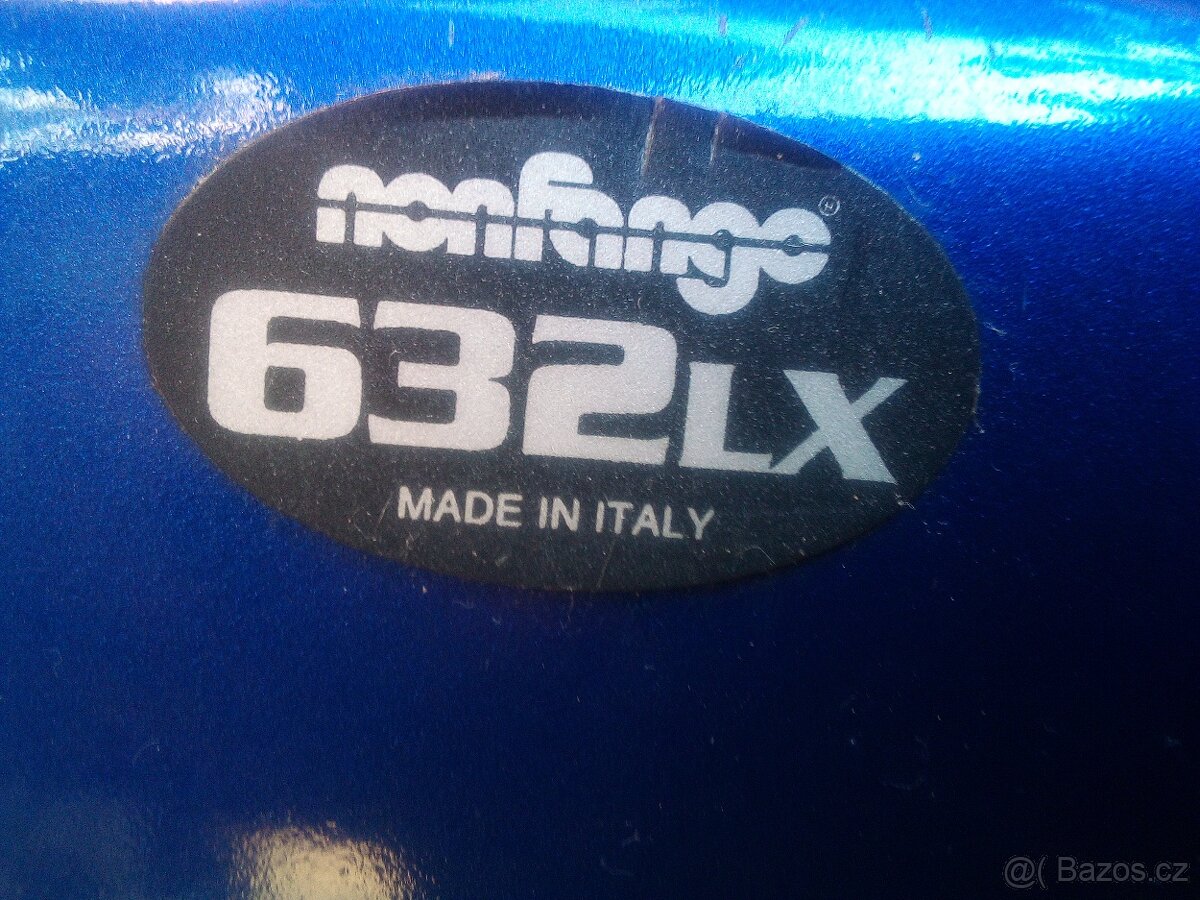 nonfango®
632LX
MADE IN ITALY
@( Bazos.cz